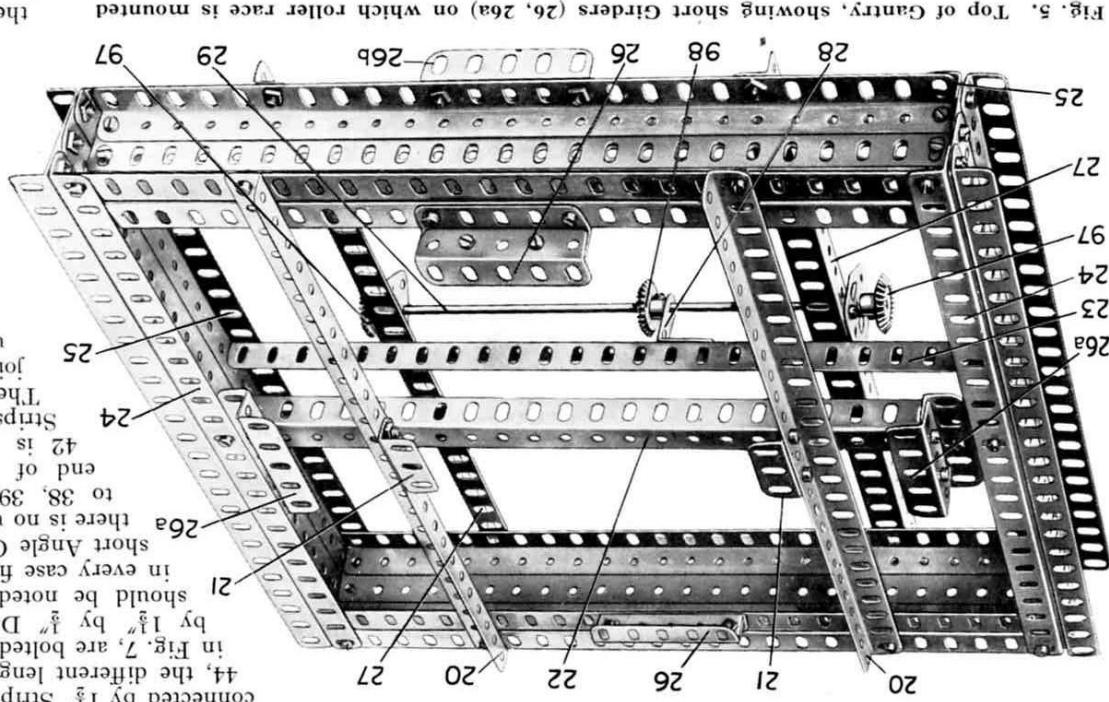 connected by 1½" Strip
44, the different leng
in Fig. 7, are bolted
by 1½" by ½" D
should be noted
in every case fi
short Angle
there is no
to 38, 39
end of
42 is
Strips
The
20 21 26 22 20 27
21
26a
24
25
26a
23
24
97
27
25
28 98 26 26b 29 97
Fig. 5. Top of Gantry, showing short Girders (26, 26a) on which roller race is mounted the